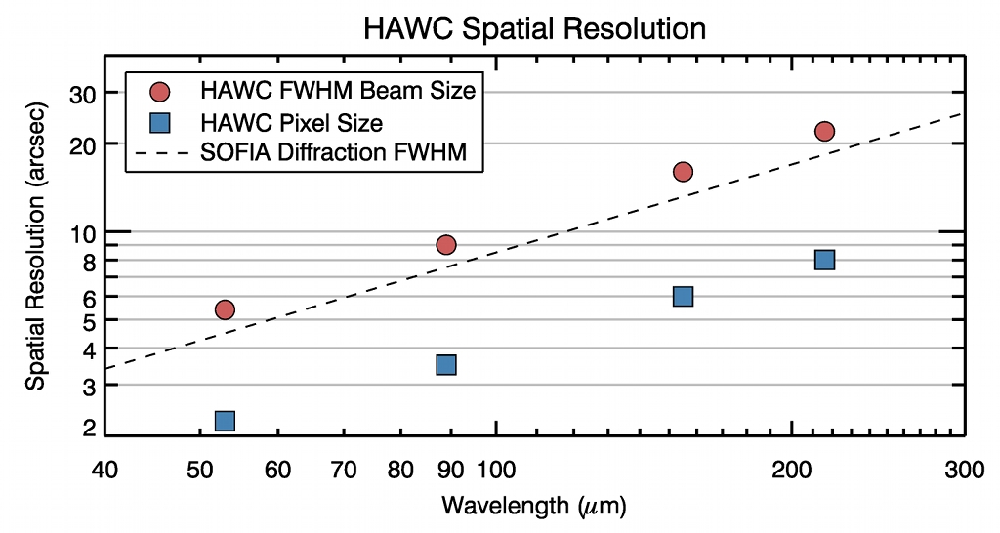 HAWC Spatial Resolution
HAWC FWHM Beam Size
HAWC Pixel Size
SOFIA Diffraction FWHM
Spatial Resolution (arcsec)
30
20
10
8
6
5
4
3
2
40 50 60 70 80 90 100 200 300
Wavelength (μm)